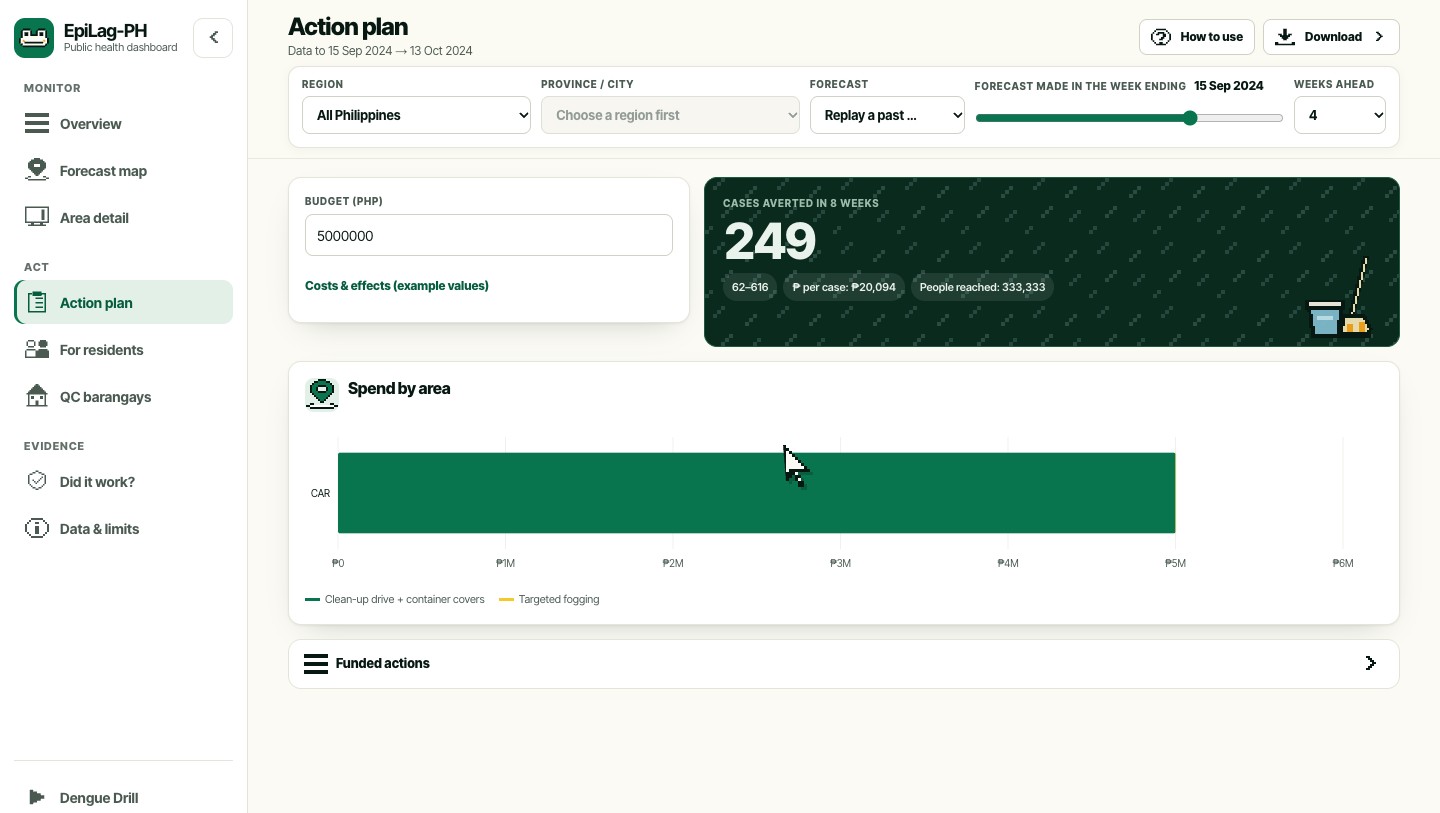 EpiLag-PH
Public health dashboard
MONITOR
Overview
Forecast map
Area detail
ACT
Action plan
For residents
QC barangays
EVIDENCE
Did it work?
Data & limits
Dengue Drill
Action plan
Data to 15 Sep 2024 → 13 Oct 2024
How to use
Download
REGION
All Philippines
PROVINCE / CITY
Choose a region first
FORECAST
Replay a past ...
FORECAST MADE IN THE WEEK ENDING 15 Sep 2024
WEEKS AHEAD
4
BUDGET (PHP)
5000000
Costs & effects (example values)
CASES AVERTED IN 8 WEEKS
249
62–616
₱ per case: ₱20,094
People reached: 333,333
Spend by area
CAR
₱0 ₱1M ₱2M ₱3M ₱4M ₱5M ₱6M
Clean-up drive + container covers
Targeted fogging
Funded actions